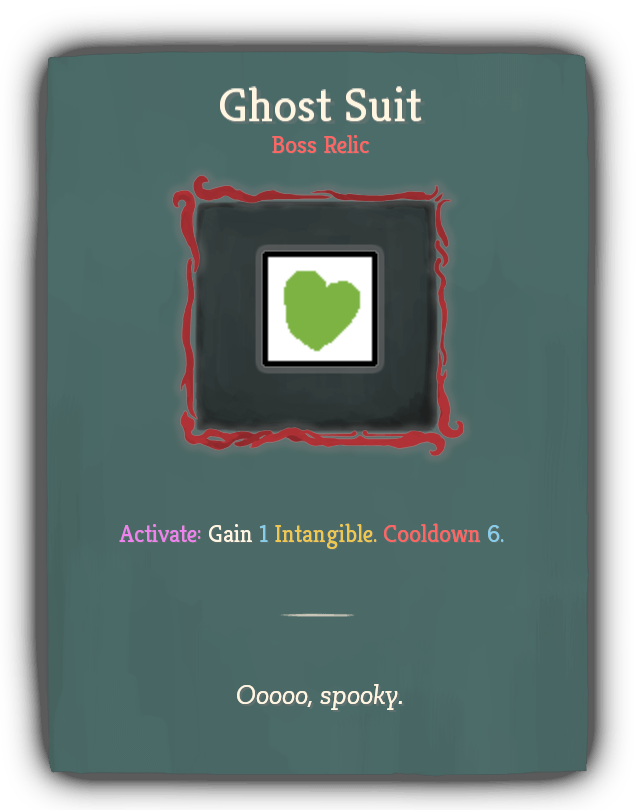 Ghost Suit
Boss Relic
Activate: Gain 1 Intangible. Cooldown 6.
Ooooo, spooky.